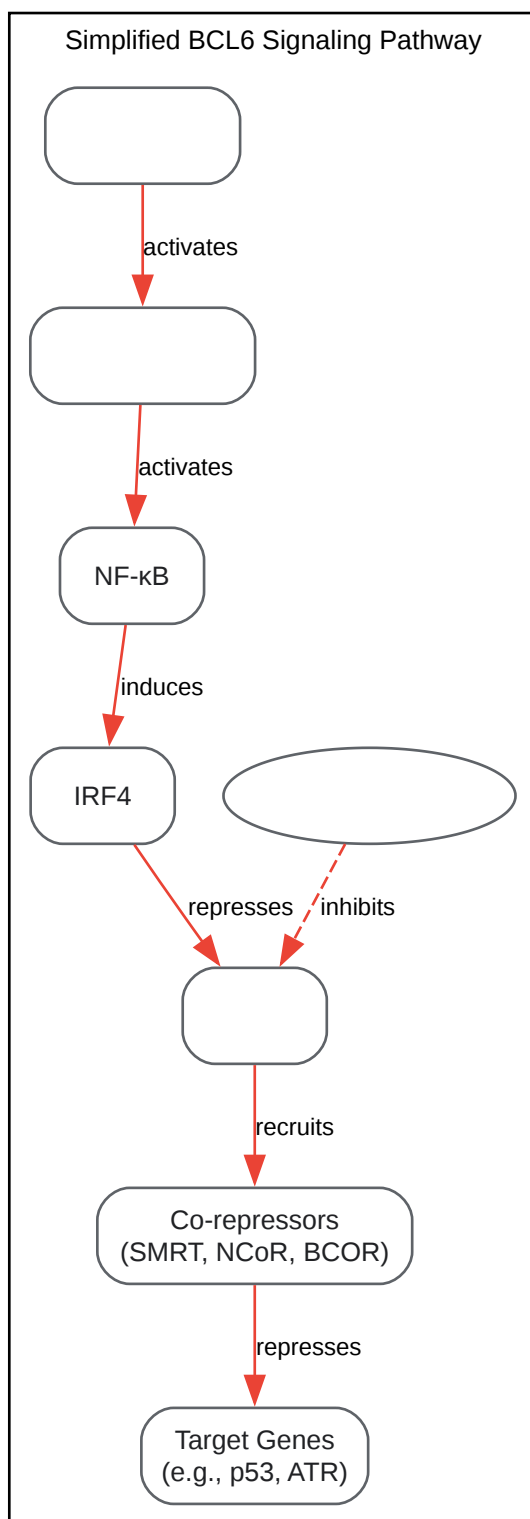 Simplified BCL6 Signaling Pathway
activates
activates
NF-κB
induces
IRF4
represses
inhibits
recruits
Co-repressors
(SMRT, NCoR, BCOR)
represses
Target Genes
(e.g., p53, ATR)